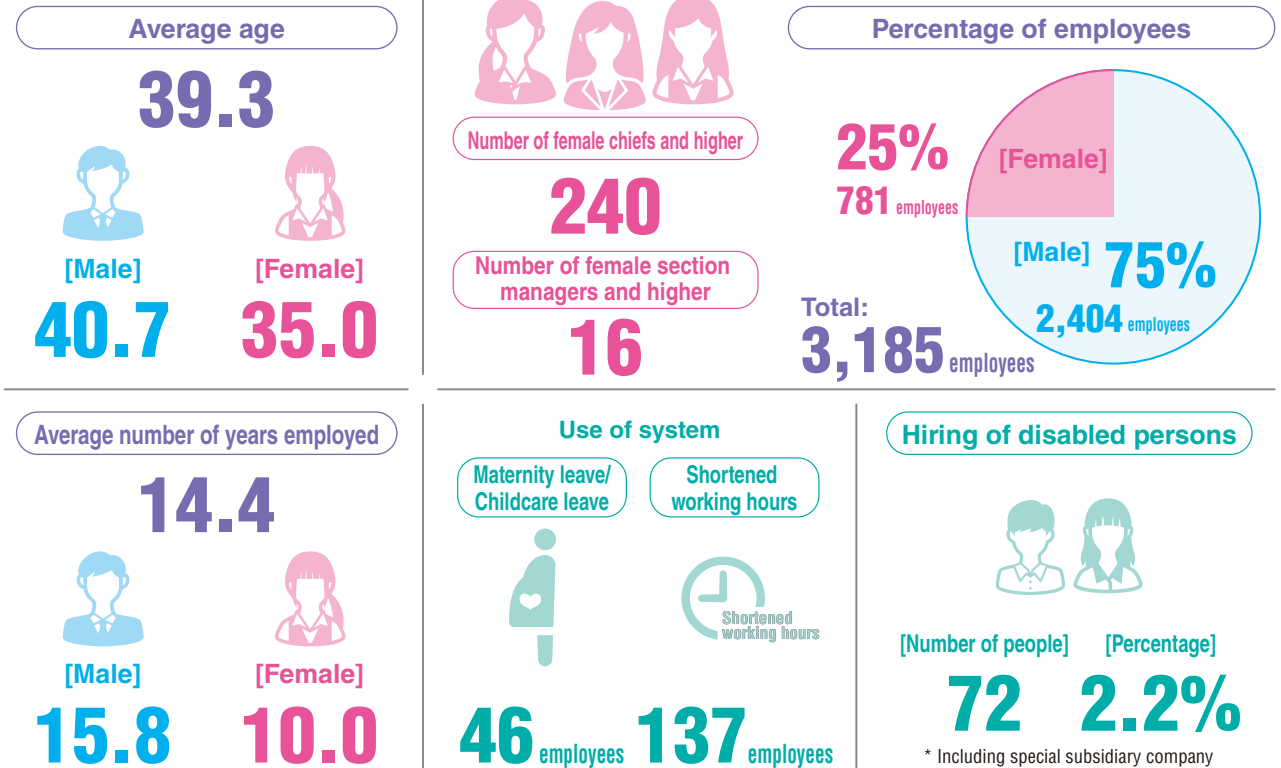 Average age
39.3
[Male]
[Female]
40.7
35.0
Number of female chiefs and higher
240
Number of female section
managers and higher
16
Percentage of employees
25%
781 employees
[Female]
[Male] 75%
2,404 employees
Total:
3,185 employees
Average number of years employed
14.4
[Male]
[Female]
15.8
10.0
Use of system
Maternity leave/
Childcare leave
Shortened
working hours
Shortened
working hours
46 employees
137 employees
Hiring of disabled persons
[Number of people]
[Percentage]
72
2.2%
* Including special subsidiary company